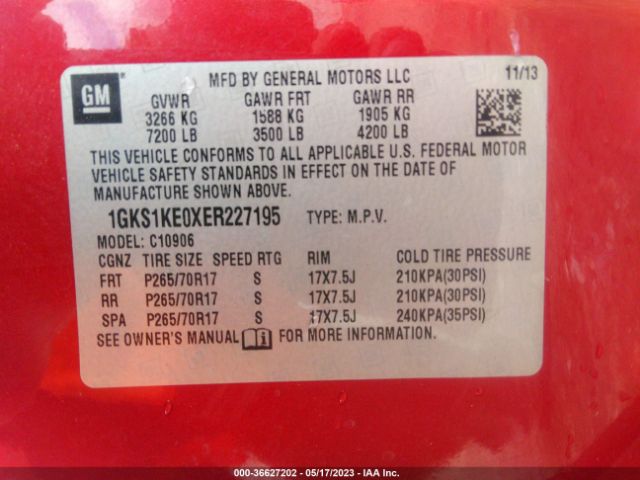 GM
MFD BY GENERAL MOTORS LLC 11/13
GVWR GAWR FRT GAWR RR
3266 KG 1588 KG 1905 KG
7200 LB 3500 LB 4200 LB
THIS VEHICLE CONFORMS TO ALL APPLICABLE U.S. FEDERAL MOTOR
VEHICLE SAFETY STANDARDS IN EFFECT ON THE DATE OF
MANUFACTURE SHOWN ABOVE.
1GKS1KE0XER227195 TYPE: M.P.V.
MODEL: C10906
CGNZ TIRE SIZE SPEED RTG RIM COLD TIRE PRESSURE
FRT P265/70R17 S 17X7.5J 210KPA(30PSI)
RR P265/70R17 S 17X7.5J 210KPA(30PSI)
SPA P265/70R17 S 17X7.5J 240KPA(35PSI)
SEE OWNER'S MANUAL FOR MORE INFORMATION.
000-36627202 - 05/17/2023 - IAA Inc.